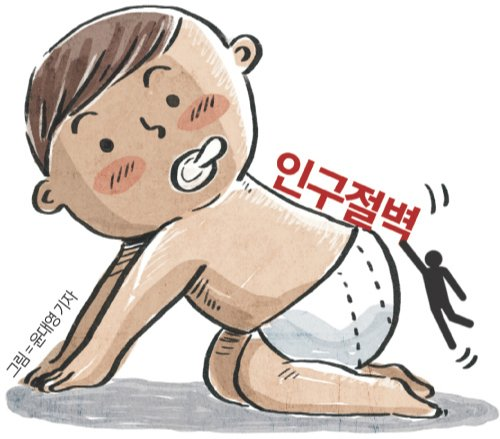 인구절벽
그림 = 윤대영 기자